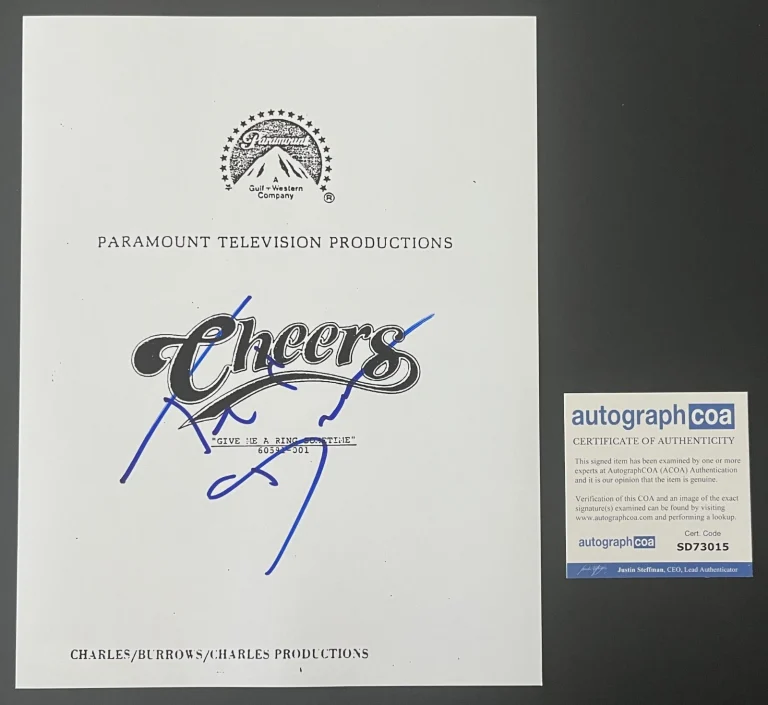 Paramount
A
Gulf + Western
Company
®
PARAMOUNT TELEVISION PRODUCTIONS
Cheers
"GIVE ME A RING SOMETIME"
60591-001
CHARLES/BURROWS/CHARLES PRODUCTIONS
autograph coa
CERTIFICATE OF AUTHENTICITY
This signed item has been examined by one or more
experts at AutographCOA (ACOA) Authentication
and it is our opinion that the item is genuine.
Verification of this COA and an image of the exact
signature(s) examined can be found by visiting
www.autographcoa.com and performing a lookup.
autograph coa
Cert. Code
SD73015
Justin Steffman, CEO, Lead Authenticator